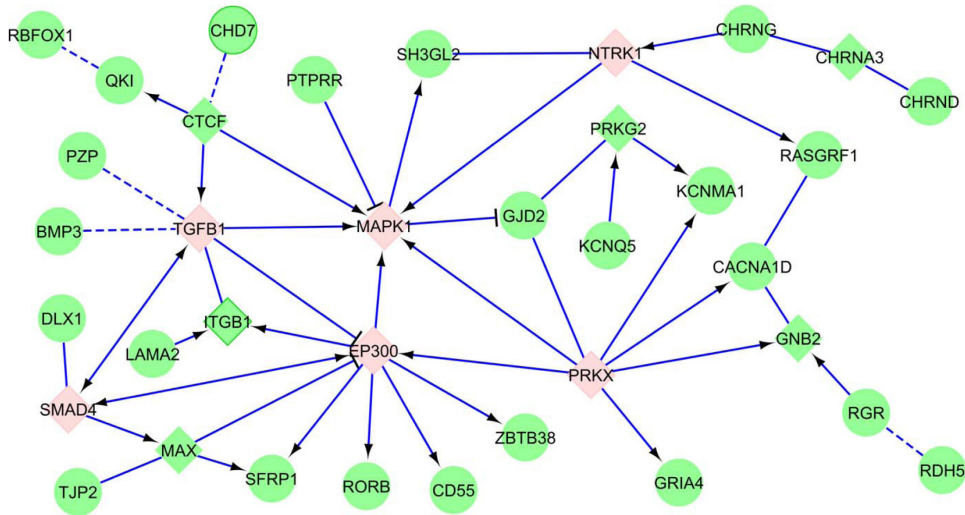 CHD7
RBFOX1
CHRNG
SH3GL2
NTRK1
CHRNA3
QKI
PTPRR
CHRND
CTCF
PRKG2
PZP
RASGRF1
KCNMA1
BMP3
TGFB1
MAPK1
GJD2
KCNQ5
CACNA1D
DLX1
ITGB1
LAMA2
EP300
GNB2
PRKX
SMAD4
RGR
ZBTB38
MAX
RDH5
SFRP1
TJP2
RORB
CD55
GRIA4